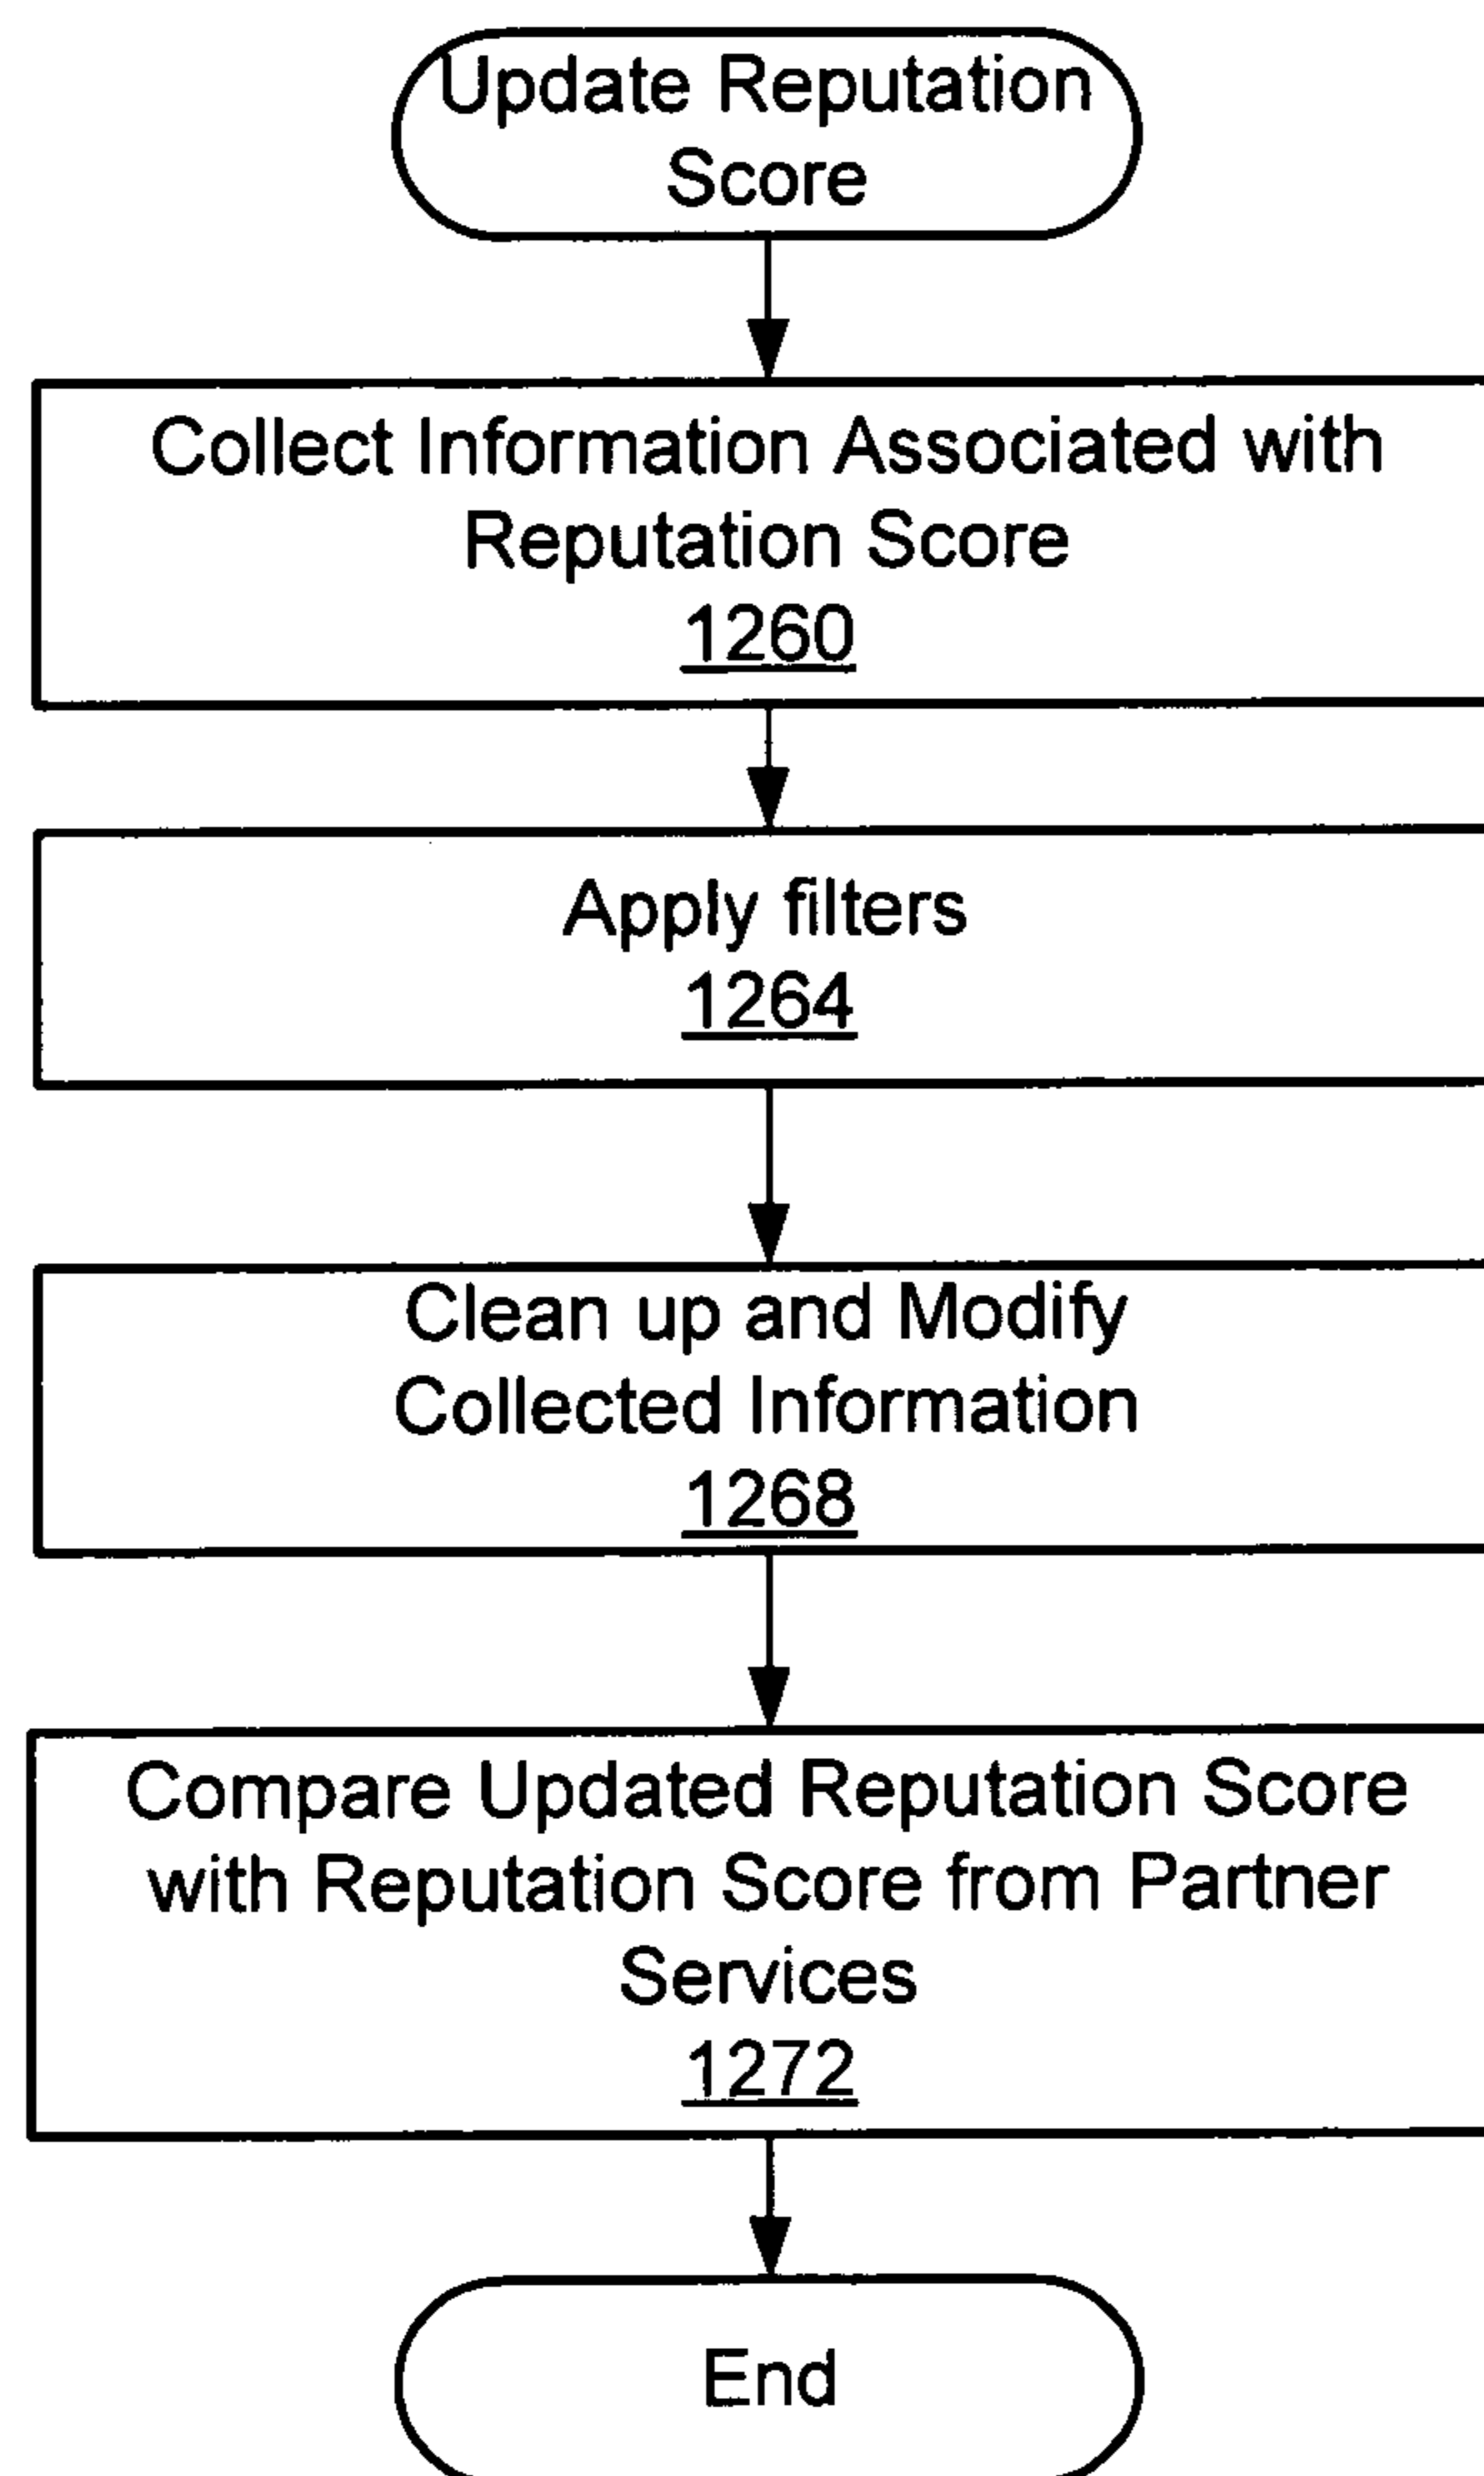 Update Reputation
Score
Collect Information Associated with
Reputation Score
1260
Apply filters
1264
Clean up and Modify
Collected Information
1268
Compare Updated Reputation Score
with Reputation Score from Partner
Services
1272
End